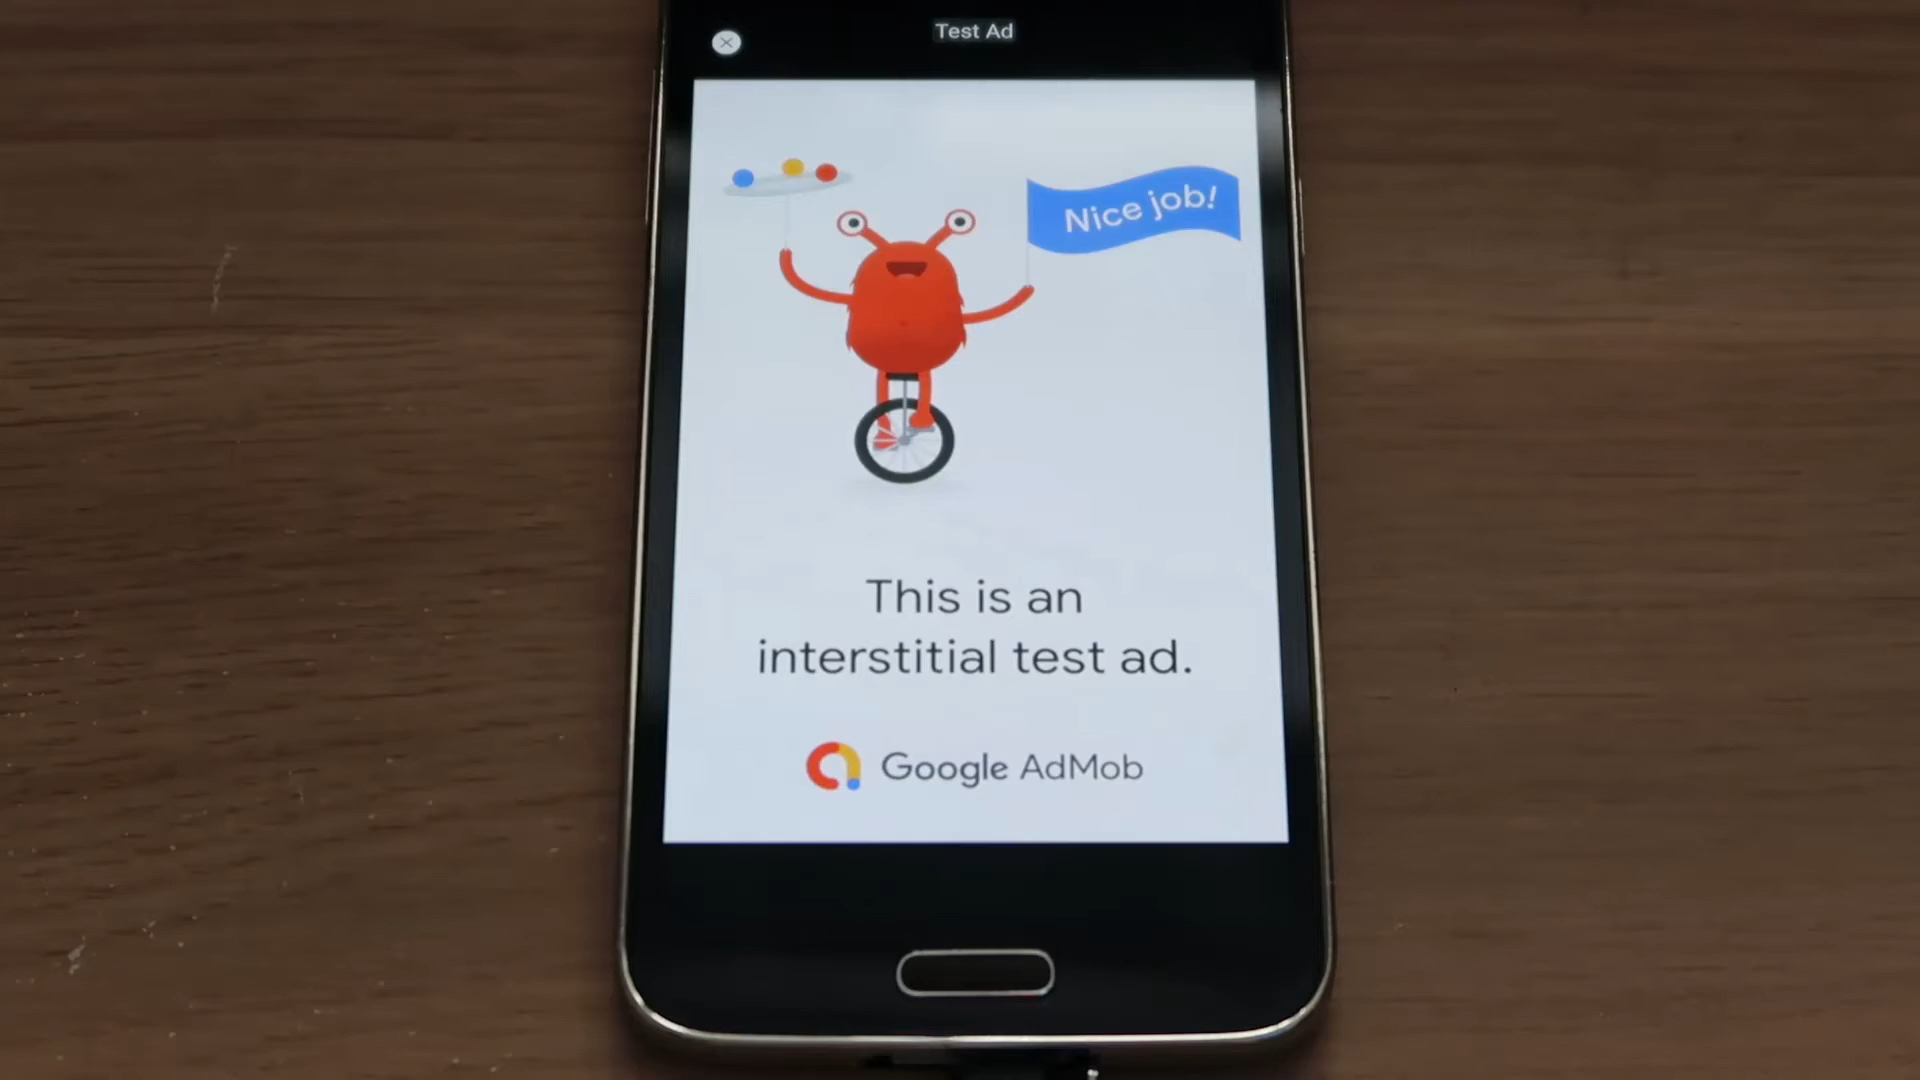 Test Ad
Nice job!
This is an
interstitial test ad.
Google AdMob